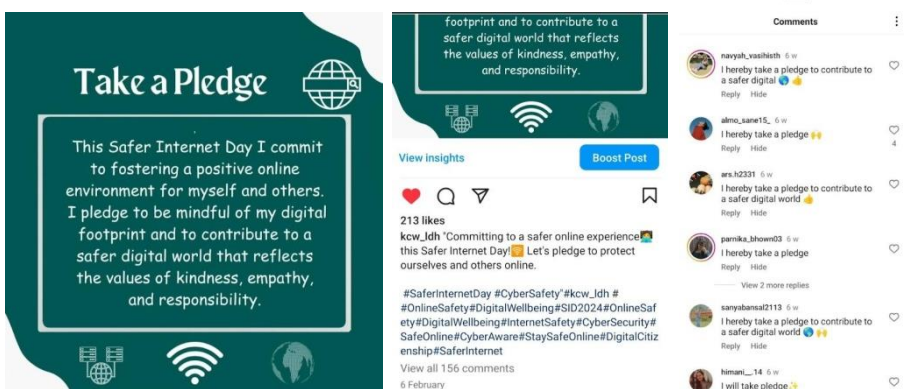 Take a Pledge
This Safer Internet Day I commit
to fostering a positive online
environment for myself and others.
I pledge to be mindful of my digital
footprint and to contribute to a
safer digital world that reflects
the values of kindness, empathy,
and responsibility.
footprint and to contribute to a
safer digital world that reflects
the values of kindness, empathy,
and responsibility.
View insights
Boost Post
213 likes
kcw_ldh "Committing to a safer online experience🧑‍💻
this Safer Internet Day!🛜 Let's pledge to protect
ourselves and others online.
#SaferInternetDay #CyberSafety"#kcw_ldh #
#OnlineSafety#DigitalWellbeing#SID2024#OnlineSaf
ety#DigitalWellbeing#InternetSafety#CyberSecurity#
SafeOnline#CyberAware#StaySafeOnline#DigitalCitiz
enship#SaferInternet
View all 156 comments
6 February
Comments
navyah_vasihisth 6 w
I hereby take a pledge to contribute to
a safer digital 🌎 👍
Reply Hide
almo_sane15_ 6 w
I hereby take a pledge 🙌
Reply Hide
4
ars.h2331 6 w
I hereby take a pledge to contribute to
a safer digital world 👍
Reply Hide
parnika_bhown03 6 w
I hereby take a pledge
Reply Hide
View 2 more replies
sanyabansal2113 6 w
I hereby take a pledge to contribute to
a safer digital world 🌎 🙌
Reply Hide
himani__.14 6 w
I will take pledge✨